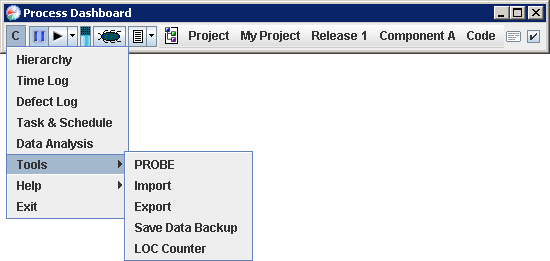 Process Dashboard
C Project My Project Release 1 Component A Code
Hierarchy
Time Log
Defect Log
Task & Schedule
Data Analysis
Tools
Help
Exit
PROBE
Import
Export
Save Data Backup
LOC Counter